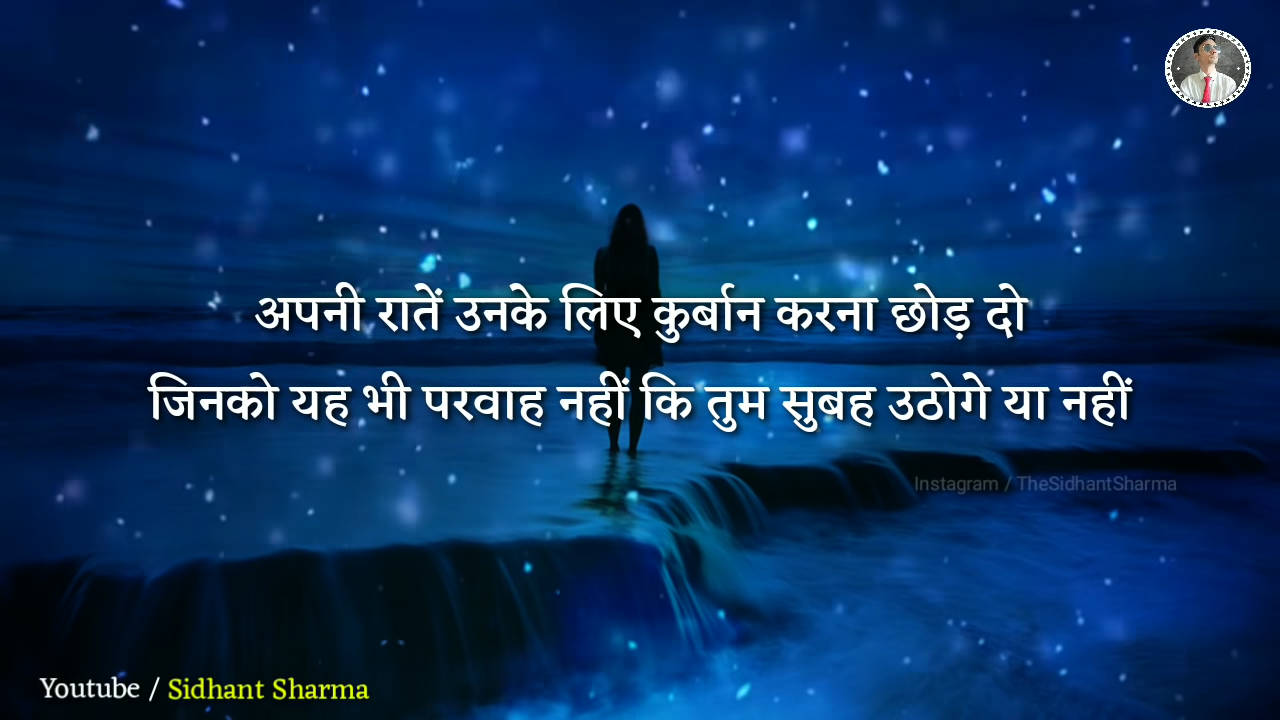 अपनी रातें उनके लिए कुर्बान करना छोड़ दो
जिनको यह भी परवाह नहीं कि तुम सुबह उठोगे या नहीं
Instagram / TheSidhantSharma
Youtube / Sidhant Sharma